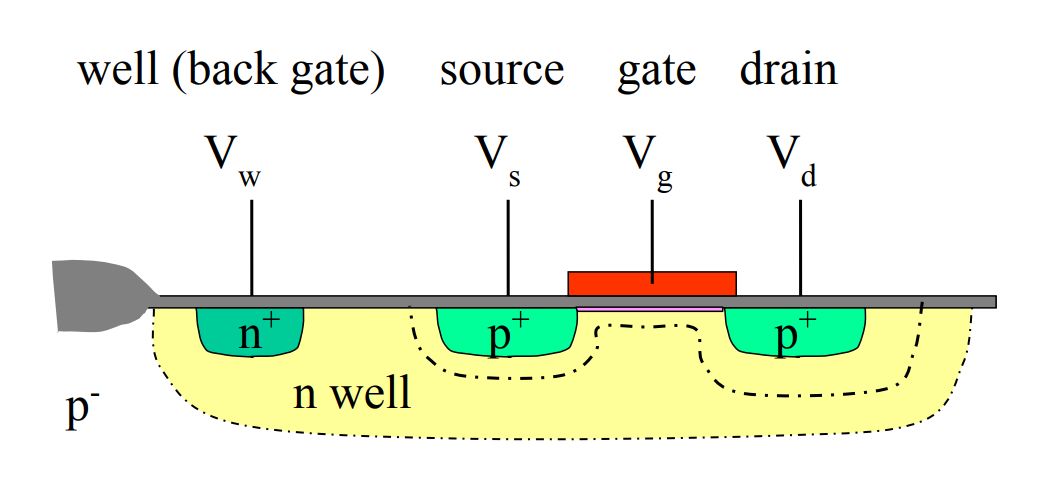 well (back gate) source gate drain
V_w V_s V_g V_d
n⁺ p⁺ p⁺
n well
p⁻